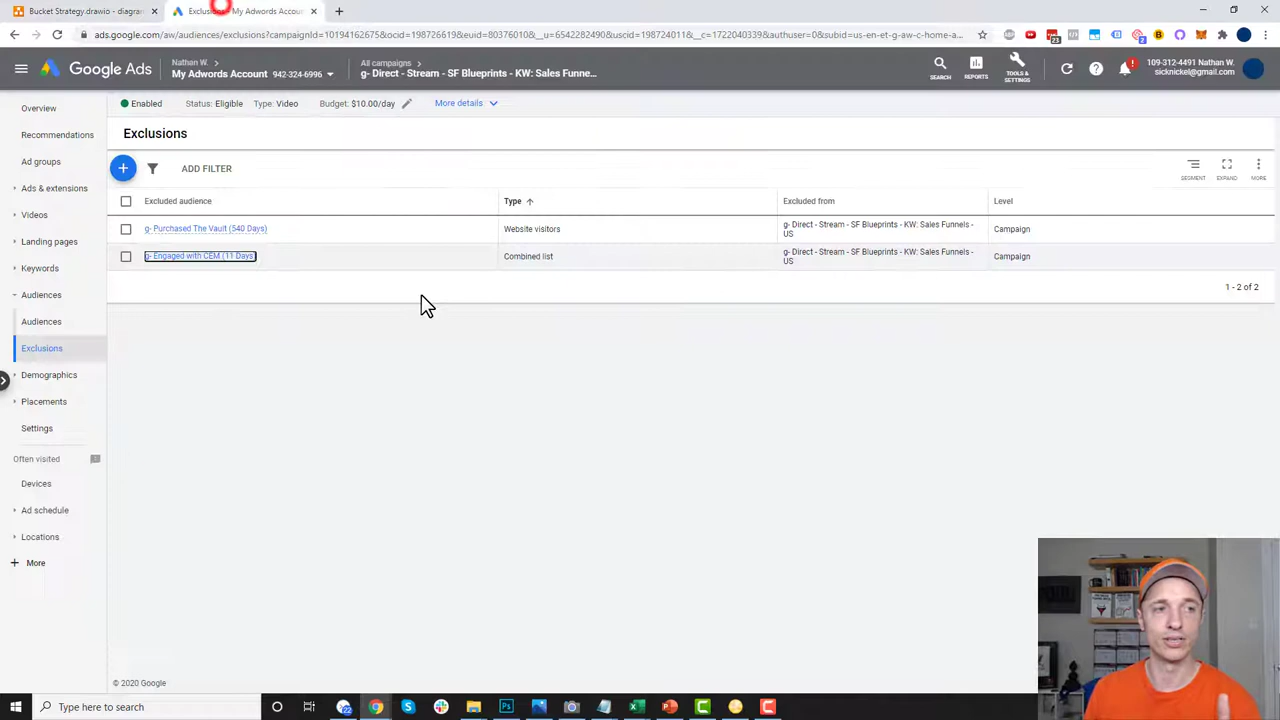 Bucket Strategy.drawio - diagram
Exclusions - My Adwords Accou
ads.google.com/aw/audiences/exclusions?campaignId=10194162675&ocid=198726619&euid=80376010&__u=6542282490&uscid=198724011&__c=1722040339&authuser=0&subid=us-en-et-g-aw-c-home-a...
23
2
Google Ads
Nathan W.
My Adwords Account 942-324-6996
All campaigns
g- Direct - Stream - SF Blueprints - KW: Sales Funne...
SEARCH
REPORTS
TOOLS & SETTINGS
109-312-4491 Nathan W.
sicknickel@gmail.com
Overview
Recommendations
Ad groups
Ads & extensions
Videos
Landing pages
Keywords
Audiences
Audiences
Exclusions
Demographics
Placements
Settings
Often visited
Devices
Ad schedule
Locations
More
Enabled
Status: Eligible
Type: Video
Budget: $10.00/day
More details
Exclusions
ADD FILTER
SEGMENT
EXPAND
MORE
Excluded audience
Type
Excluded from
Level
g- Purchased The Vault (540 Days)
Website visitors
g- Direct - Stream - SF Blueprints - KW: Sales Funnels -
US
Campaign
g- Engaged with CEM (11 Days)
Combined list
g- Direct - Stream - SF Blueprints - KW: Sales Funnels -
US
Campaign
1 - 2 of 2
© 2020 Google
Type here to search